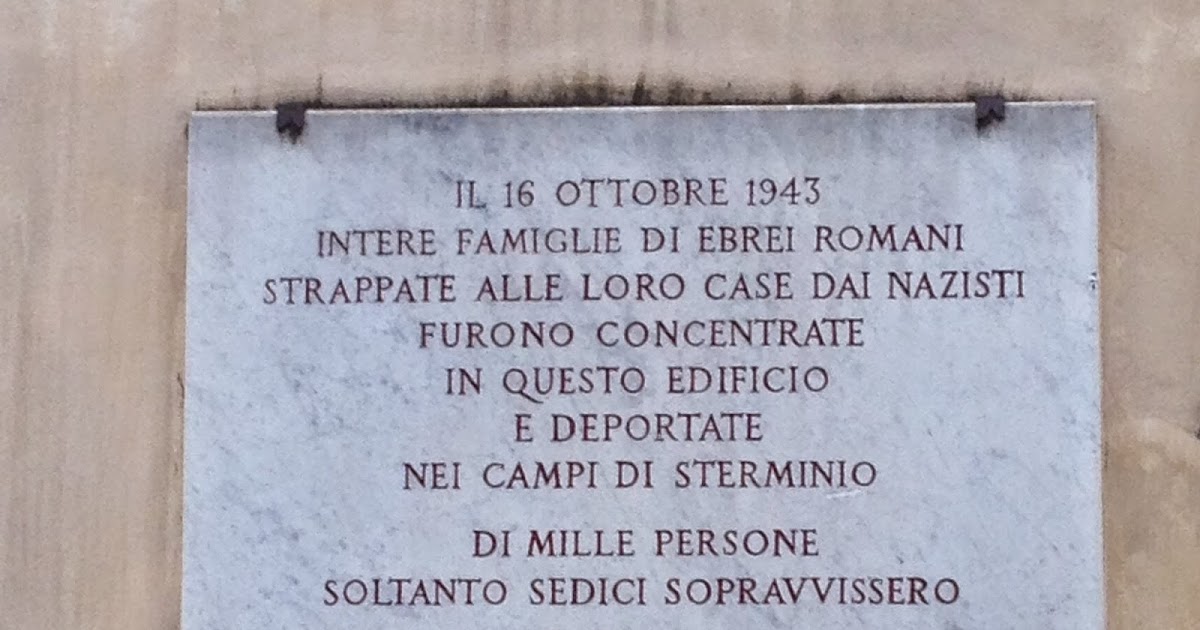 IL 16 OTTOBRE 1943
INTERE FAMIGLIE DI EBREI ROMANI
STRAPPATE ALLE LORO CASE DAI NAZISTI
FURONO CONCENTRATE
IN QUESTO EDIFICIO
E DEPORTATE
NEI CAMPI DI STERMINIO
DI MILLE PERSONE
SOLTANTO SEDICI SOPRAVVISSERO